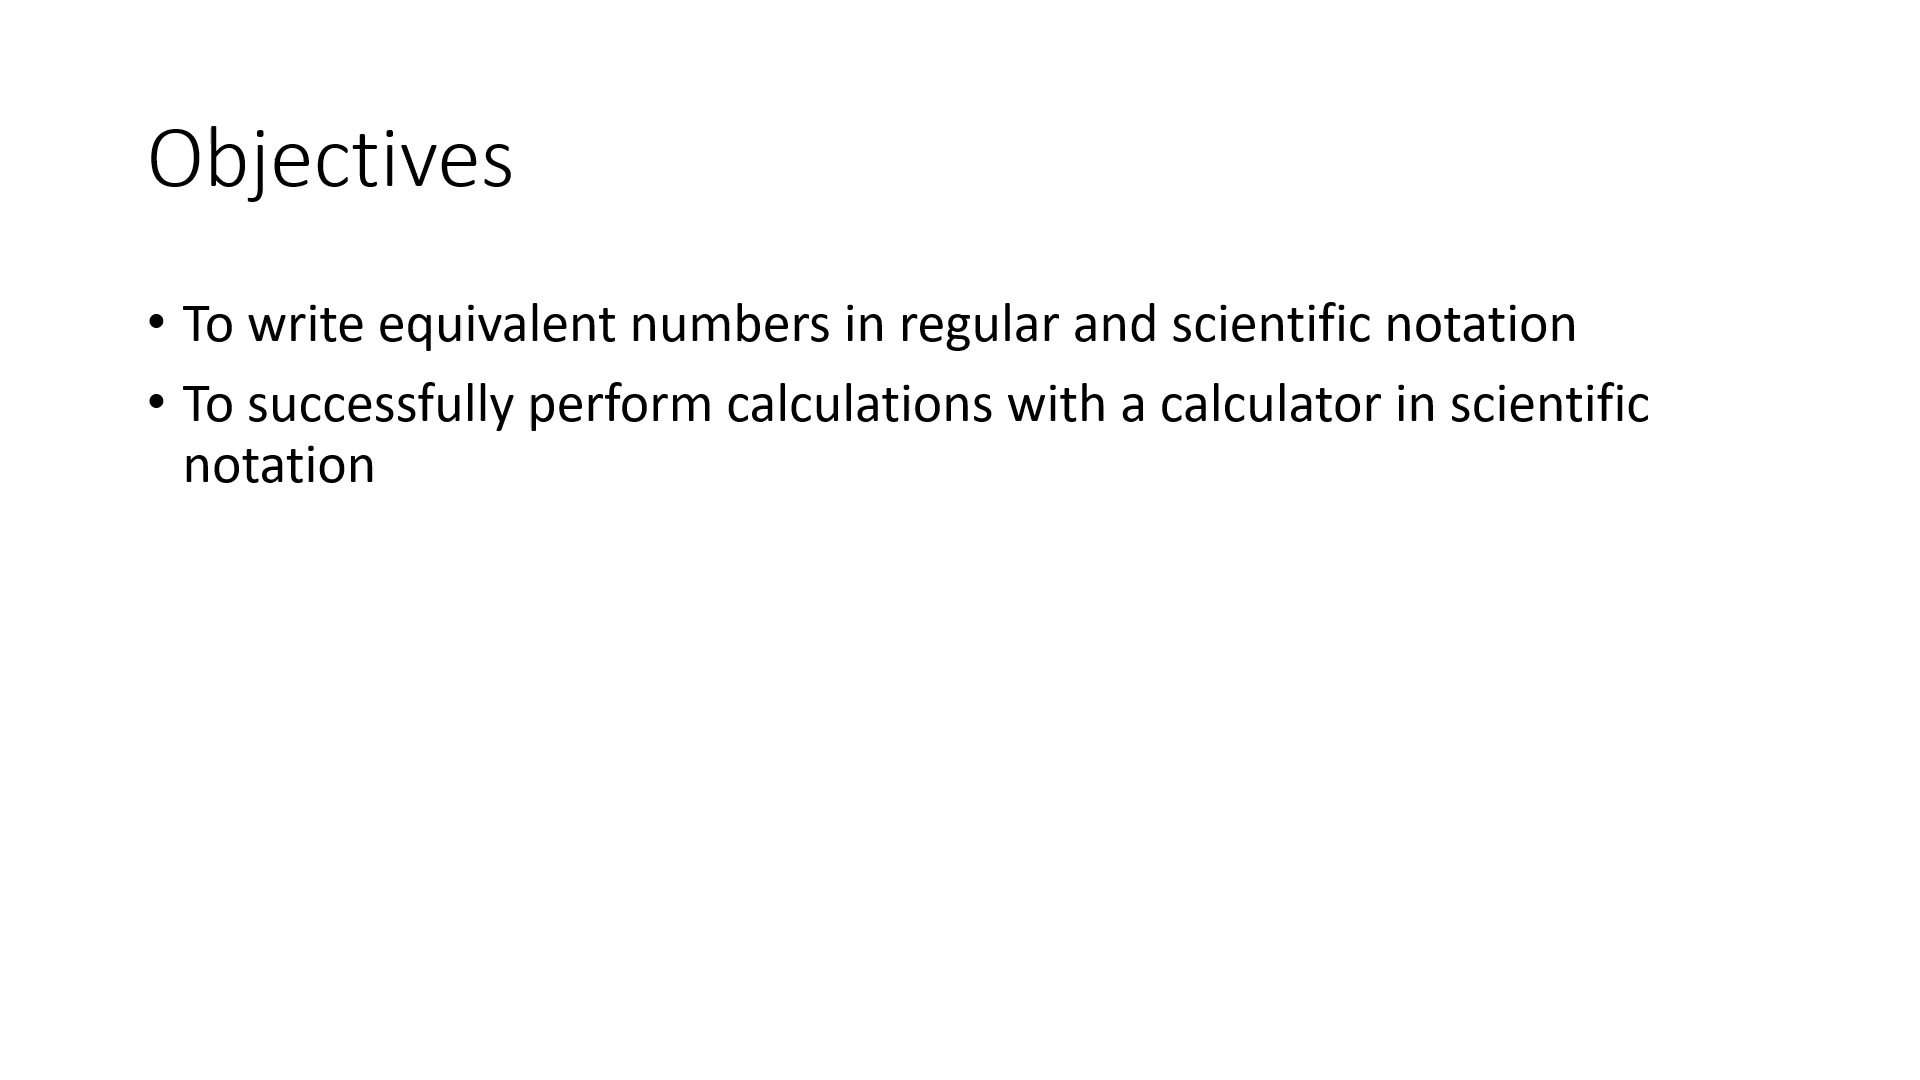 Objectives
• To write equivalent numbers in regular and scientific notation
• To successfully perform calculations with a calculator in scientific
notation